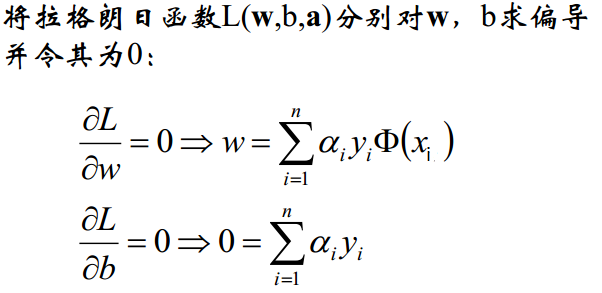 将拉格朗日函数L(w,b,a)分别对w，b求偏导
并令其为0：
∂L/∂w = 0 ⇒ w = ∑_{i=1}^{n} α_i y_i Φ(x_i)
∂L/∂b = 0 ⇒ 0 = ∑_{i=1}^{n} α_i y_i